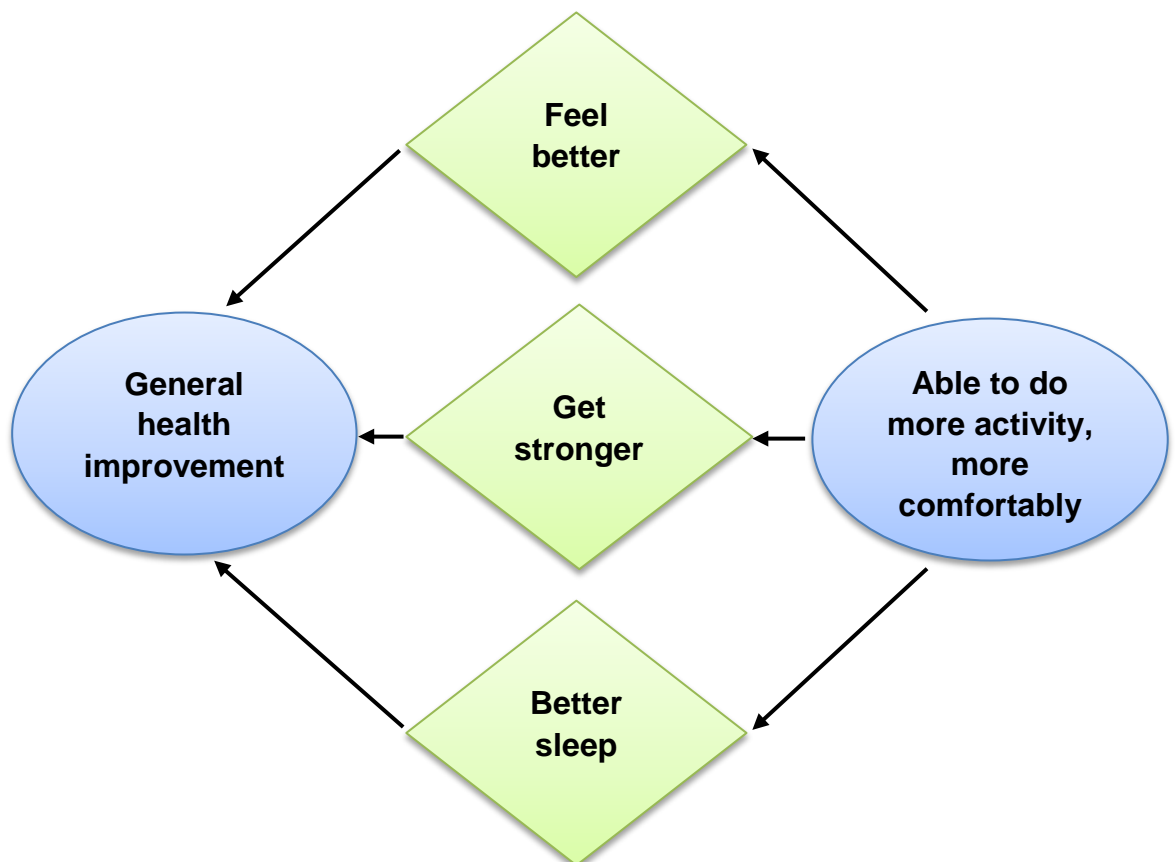 Feel
better
General
health
improvement
Get
stronger
Able to do
more activity,
more
comfortably
Better
sleep